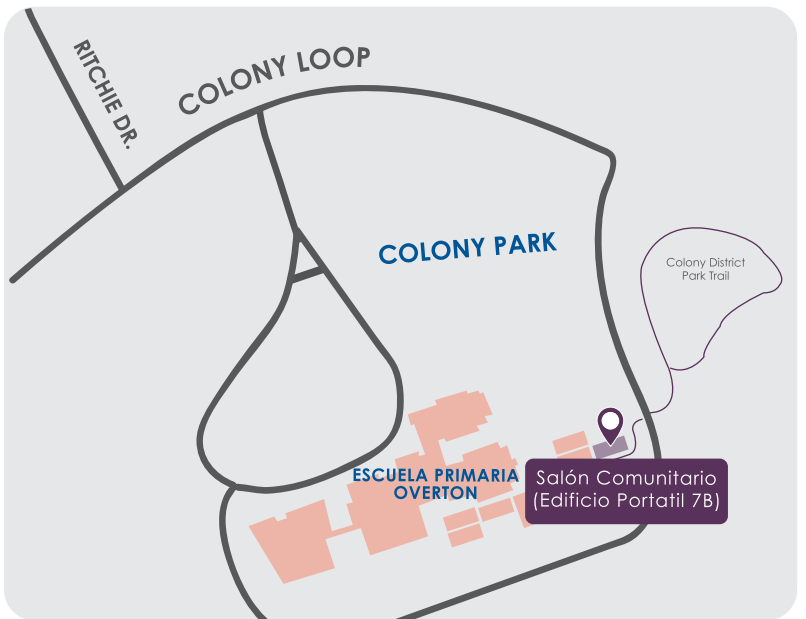 RITCHIE DR.
COLONY LOOP
COLONY PARK
Colony District
Park Trail
ESCUELA PRIMARIA
OVERTON
Salón Comunitario
(Edificio Portatil 7B)